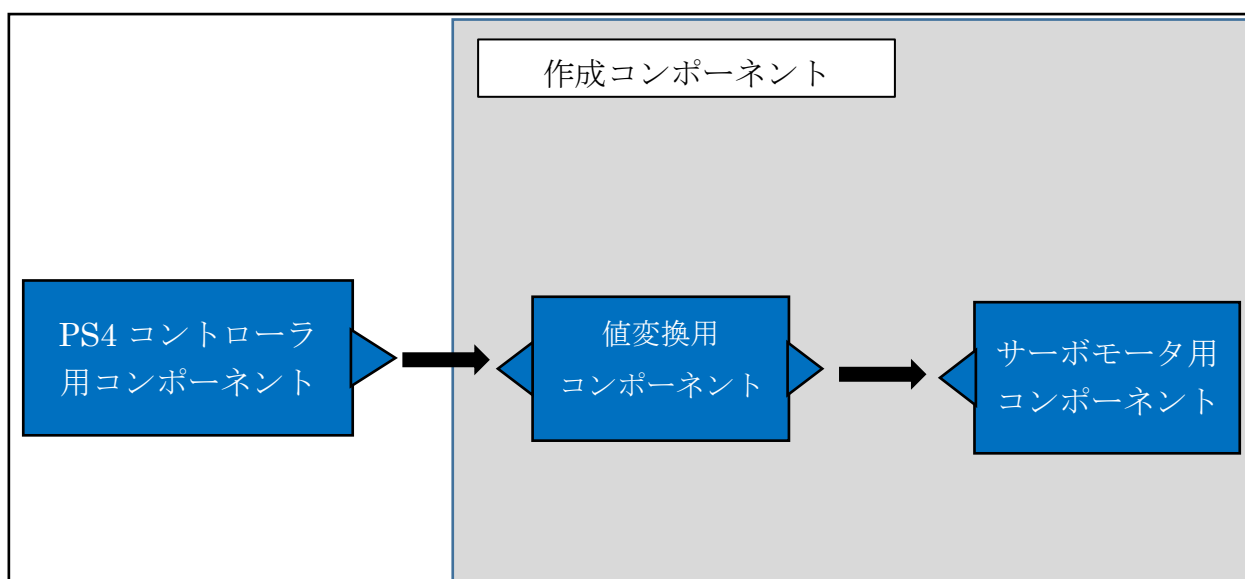 作成コンポーネント
PS4 コントローラ
用コンポーネント
値変換用
コンポーネント
サーボモータ用
コンポーネント